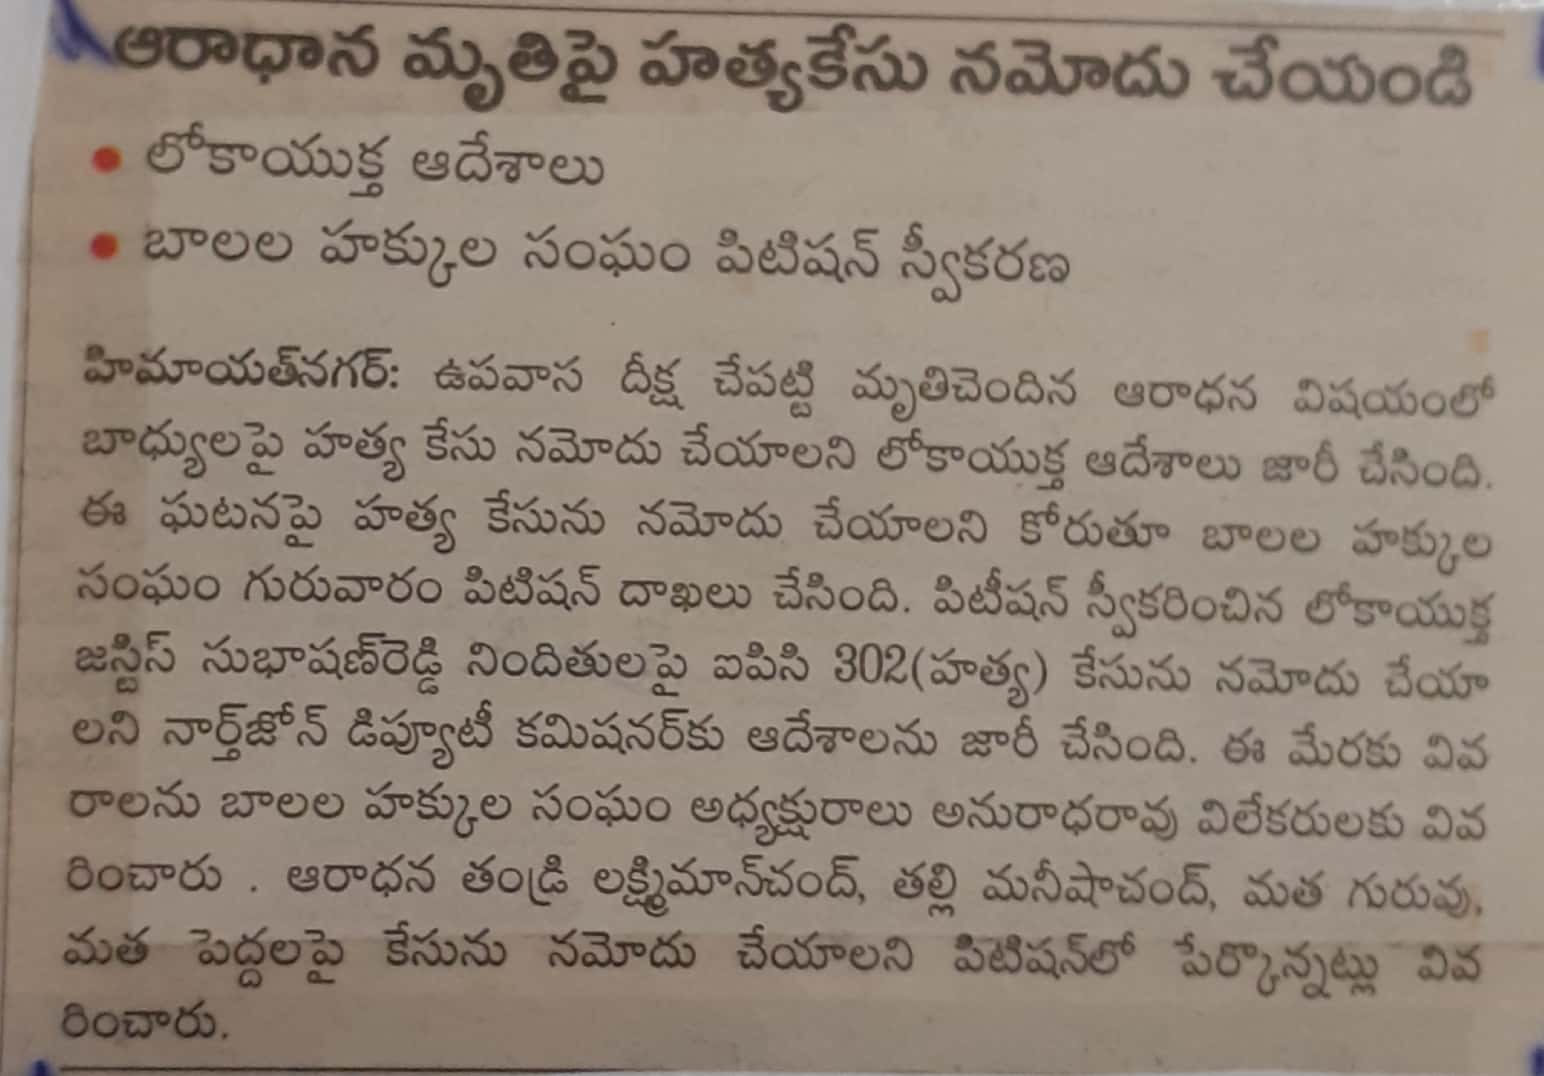 ఆరాధాన మృతిపై హత్యకేసు నమోదు చేయండి
• లోకాయుక్త ఆదేశాలు
• బాలల హక్కుల సంఘం పిటిషన్ స్వీకరణ
హిమాయత్‌నగర్: ఉపవాస దీక్ష చేపట్టి మృతిచెందిన ఆరాధన విషయంలో
బాధ్యులపై హత్య కేసు నమోదు చేయాలని లోకాయుక్త ఆదేశాలు జారీ చేసింది.
ఈ ఘటనపై హత్య కేసును నమోదు చేయాలని కోరుతూ బాలల హక్కుల
సంఘం గురువారం పిటిషన్ దాఖలు చేసింది. పిటీషన్ స్వీకరించిన లోకాయుక్త
జస్టిస్ సుభాషణ్‌రెడ్డి నిందితులపై ఐపిసి 302(హత్య) కేసును నమోదు చేయా
లని నార్త్‌జోన్ డిప్యూటీ కమిషనర్‌కు ఆదేశాలను జారీ చేసింది. ఈ మేరకు వివ
రాలను బాలల హక్కుల సంఘం అధ్యక్షురాలు అనురాధరావు విలేకరులకు వివ
రించారు . ఆరాధన తండ్రి లక్ష్మిమాన్‌చంద్, తల్లి మనీషాచంద్, మత గురువు,
మత పెద్దలపై కేసును నమోదు చేయాలని పిటిషన్‌లో పేర్కొన్నట్లు వివ
రించారు.